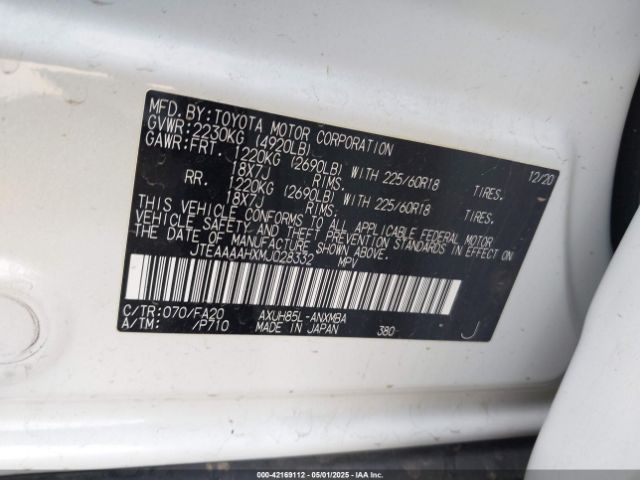 MFD.BY:TOYOTA MOTOR CORPORATION 12/20
GVWR:2230KG (4920LB)
GAWR:FRT. 1220KG (2690LB) WITH 225/60R18 TIRES.
18X7J RIMS.
RR. 1220KG (2690LB) WITH 225/60R18 TIRES.
18X7J RIMS.
THIS VEHICLE CONFORMS TO ALL APPLICABLE FEDERAL MOTOR
VEHICLE SAFETY AND THEFT PREVENTION STANDARDS IN EFFECT ON
THE DATE OF MANUFACTURE SHOWN ABOVE.
JTEAAAAHXMJ028332 MPV
C/TR:070/FA20 AXUH85L-ANXMBA
A/TM: /P710 MADE IN JAPAN 380 J
000-42169112 - 05/01/2025 - IAAI.COM